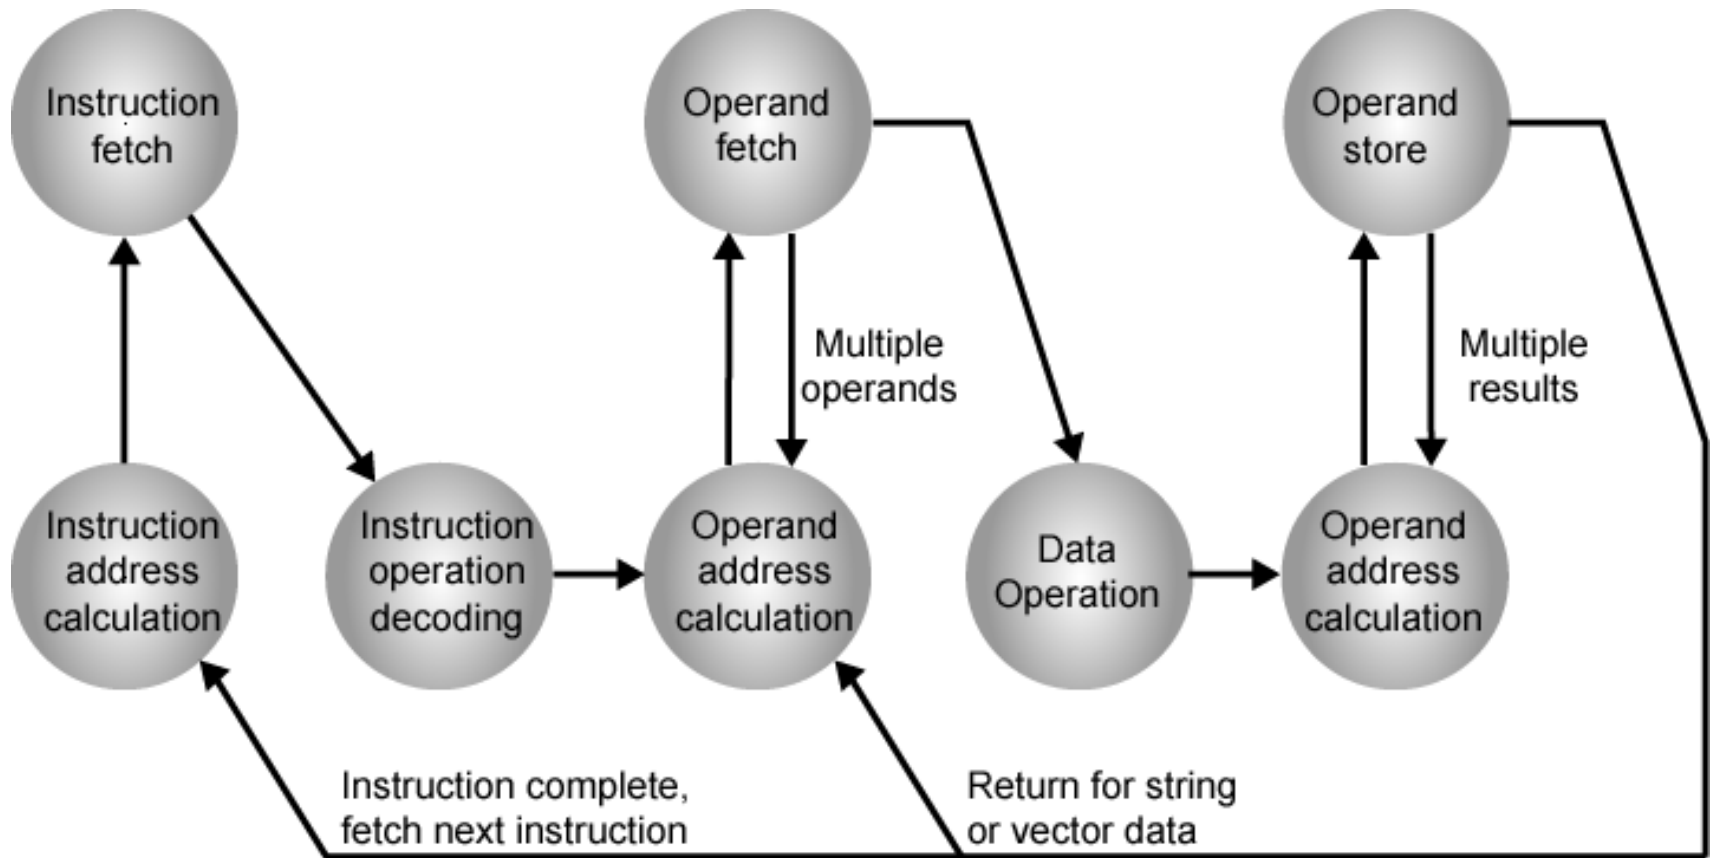 Instruction
fetch
Operand
fetch
Operand
store
Multiple
operands
Multiple
results
Instruction
address
calculation
Instruction
operation
decoding
Operand
address
calculation
Data
Operation
Operand
address
calculation
Instruction complete,
fetch next instruction
Return for string
or vector data